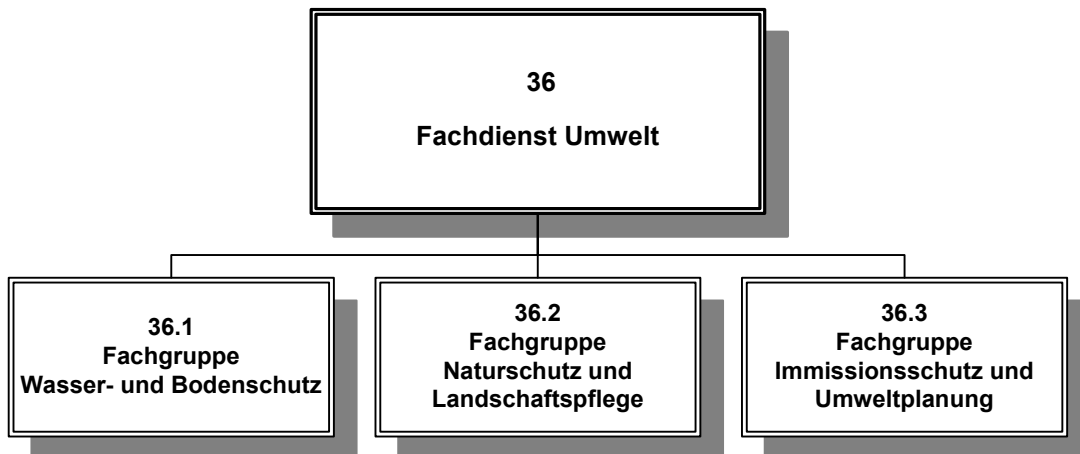 36
Fachdienst Umwelt
36.1
Fachgruppe
Wasser- und Bodenschutz
36.2
Fachgruppe
Naturschutz und
Landschaftspflege
36.3
Fachgruppe
Immissionsschutz und
Umweltplanung